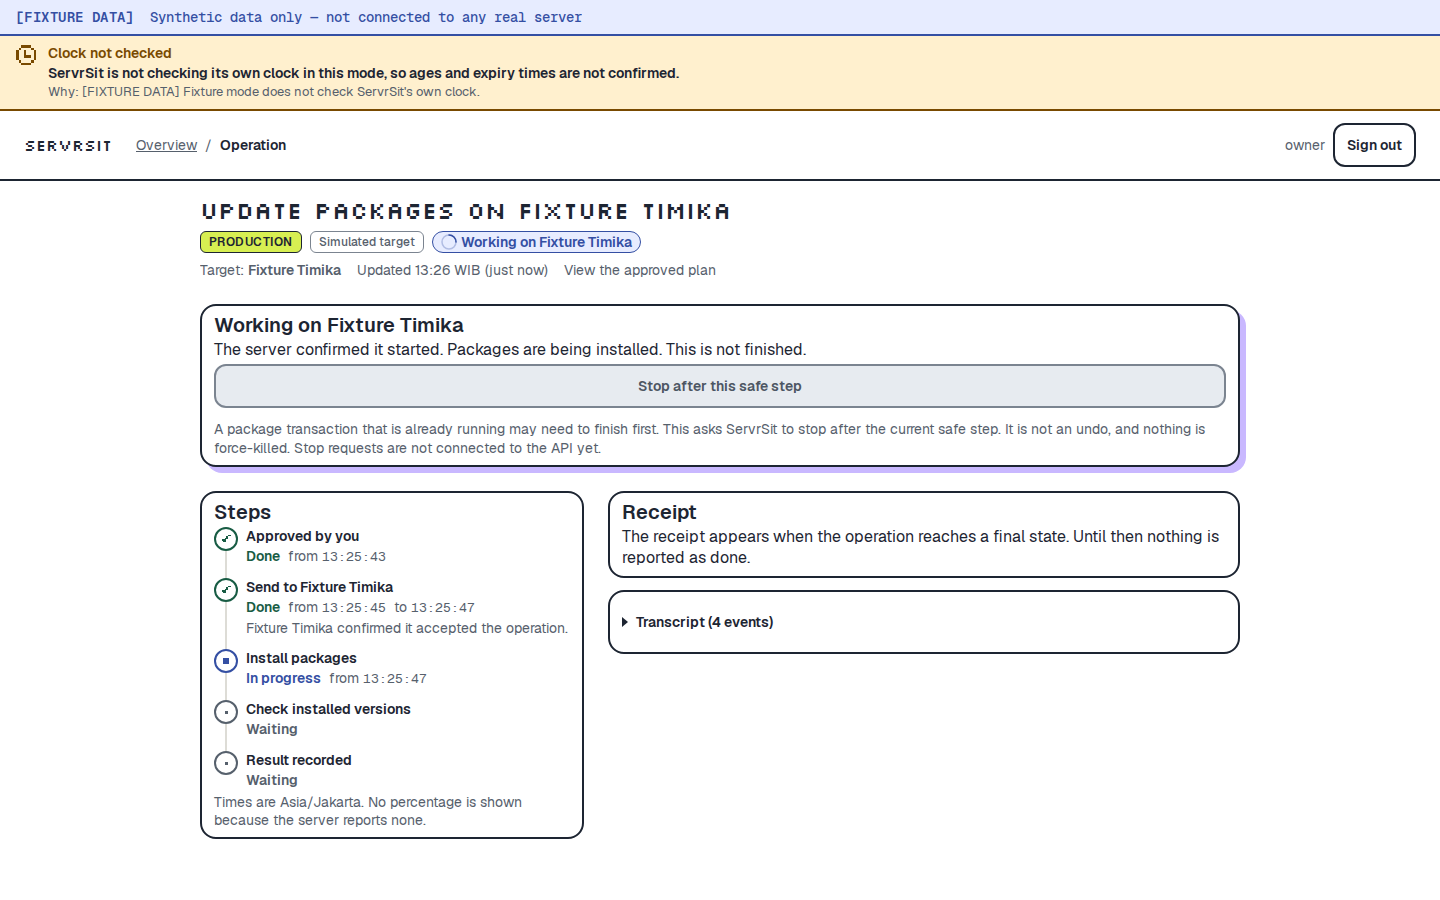 [FIXTURE DATA] Synthetic data only — not connected to any real server
Clock not checked
ServrSit is not checking its own clock in this mode, so ages and expiry times are not confirmed.
Why: [FIXTURE DATA] Fixture mode does not check ServrSit's own clock.
SERVRSIT
Overview / Operation
owner
Sign out
UPDATE PACKAGES ON FIXTURE TIMIKA
PRODUCTION
Simulated target
Working on Fixture Timika
Target: Fixture Timika Updated 13:26 WIB (just now) View the approved plan
Working on Fixture Timika
The server confirmed it started. Packages are being installed. This is not finished.
Stop after this safe step
A package transaction that is already running may need to finish first. This asks ServrSit to stop after the current safe step. It is not an undo, and nothing is
force-killed. Stop requests are not connected to the API yet.
Steps
Approved by you
Done from 13:25:43
Send to Fixture Timika
Done from 13:25:45 to 13:25:47
Fixture Timika confirmed it accepted the operation.
Install packages
In progress from 13:25:47
Check installed versions
Waiting
Result recorded
Waiting
Times are Asia/Jakarta. No percentage is shown
because the server reports none.
Receipt
The receipt appears when the operation reaches a final state. Until then nothing is
reported as done.
Transcript (4 events)